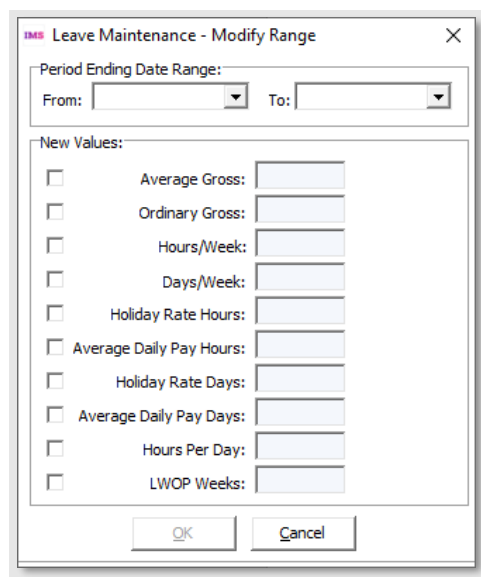 IMS Leave Maintenance - Modify Range
Period Ending Date Range:
From: To:
New Values:
Average Gross:
Ordinary Gross:
Hours/Week:
Days/Week:
Holiday Rate Hours:
Average Daily Pay Hours:
Holiday Rate Days:
Average Daily Pay Days:
Hours Per Day:
LWOP Weeks:
OK Cancel